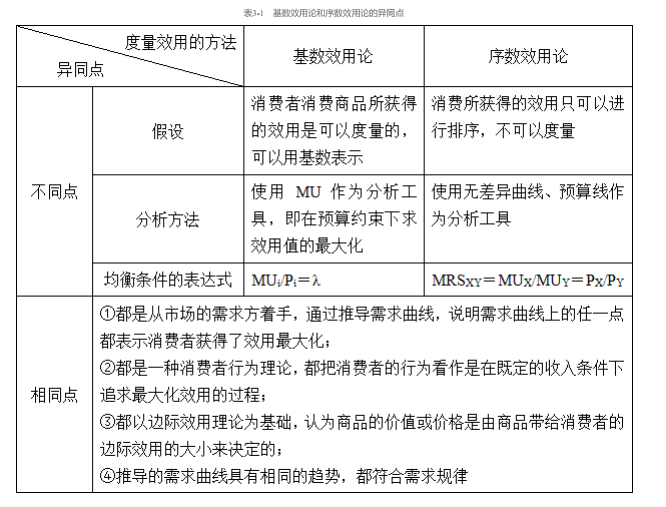 表3-1 基数效用论和序数效用论的异同点
度量效用的方法
异同点
基数效用论
序数效用论
不同点
假设
消费者消费商品所获得
的效用是可以度量的，
可以用基数表示
消费所获得的效用只可以进
行排序，不可以度量
分析方法
使用 MU 作为分析工
具，即在预算约束下求
效用值的最大化
使用无差异曲线、预算线作
为分析工具
均衡条件的表达式
MUi/Pi＝λ
MRSXY＝MUX/MUY＝PX/PY
相同点
①都是从市场的需求方着手，通过推导需求曲线，说明需求曲线上的任一点
都表示消费者获得了效用最大化；
②都是一种消费者行为理论，都把消费者的行为看作是在既定的收入条件下
追求最大化效用的过程；
③都以边际效用理论为基础，认为商品的价值或价格是由商品带给消费者的
边际效用的大小来决定的；
④推导的需求曲线具有相同的趋势，都符合需求规律